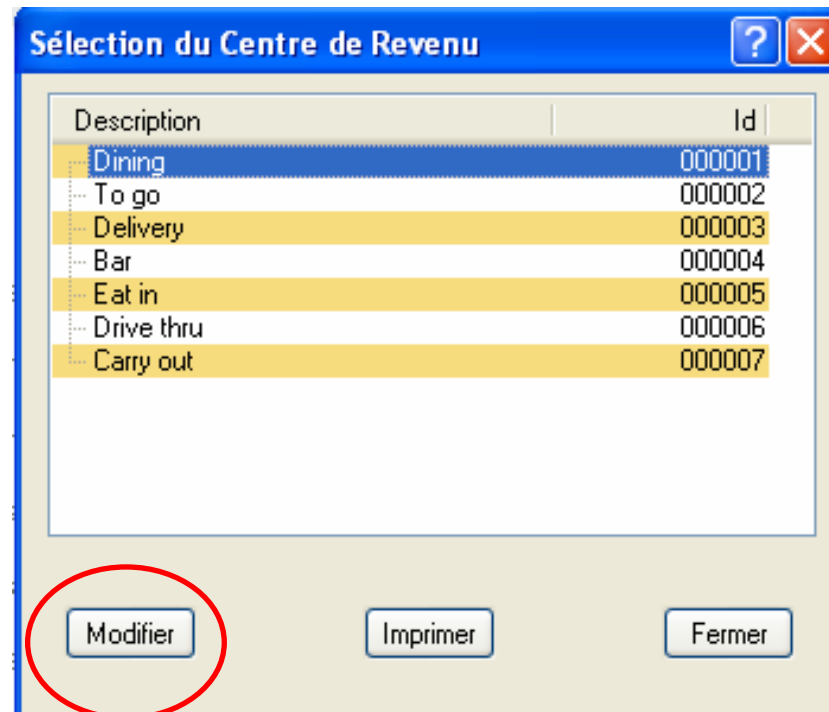 Sélection du Centre de Revenu ?
Description Id
Dining 000001
To go 000002
Delivery 000003
Bar 000004
Eat in 000005
Drive thru 000006
Carry out 000007
Modifier Imprimer Fermer